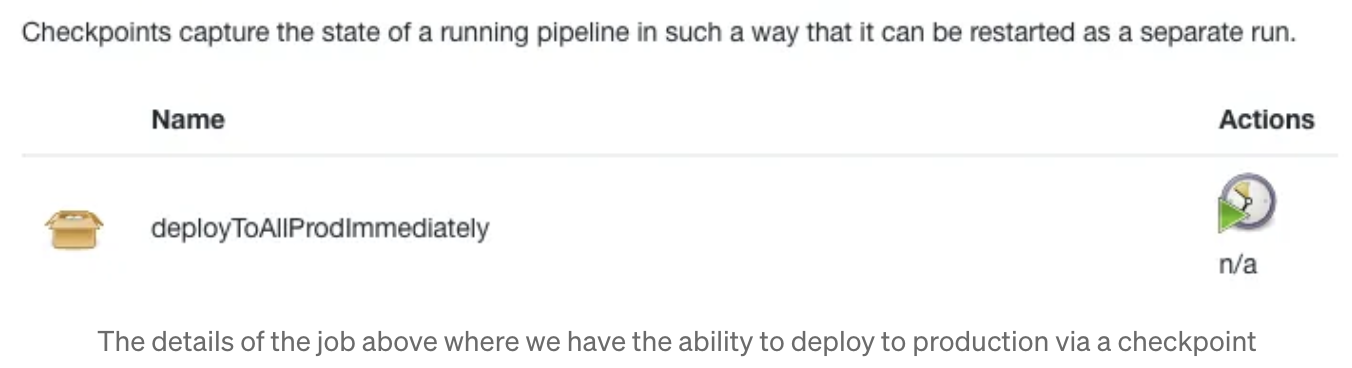 Checkpoints capture the state of a running pipeline in such a way that it can be restarted as a separate run.
Name Actions
deployToAllProdImmediately
n/a
The details of the job above where we have the ability to deploy to production via a checkpoint